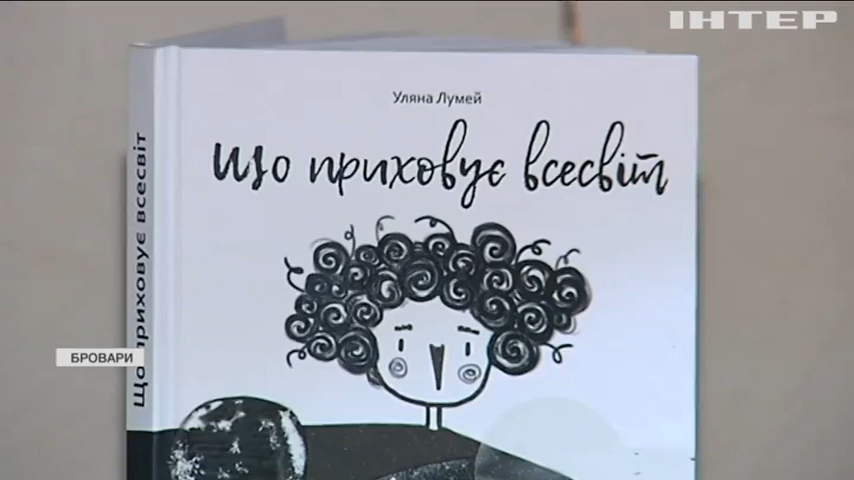 ІНТЕР
Уляна Лумей
Що приховує всесвіт
Що приховує всесвіт
БРОВАРИ